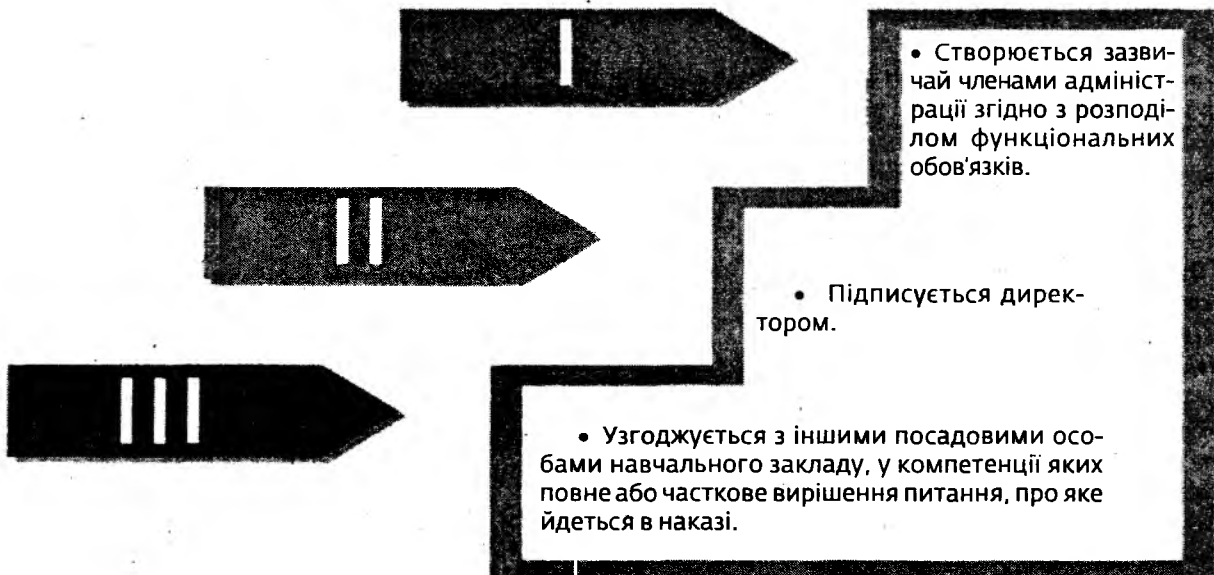 I
• Створюється зазви-
чай членами адмініст-
рації згідно з розподі-
лом функціональних
обов'язків.
II
• Підписується дирек-
тором.
III
• Узгоджується з іншими посадовими осо-
бами навчального закладу, у компетенції яких
повне або часткове вирішення питання, про яке
йдеться в наказі.